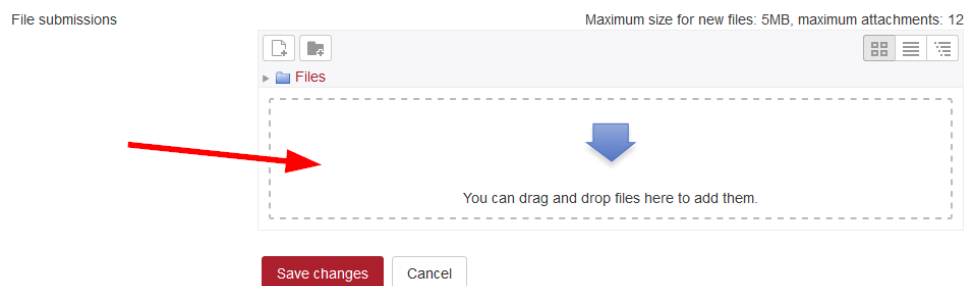 File submissions
Maximum size for new files: 5MB, maximum attachments: 12
Files
You can drag and drop files here to add them.
Save changes
Cancel